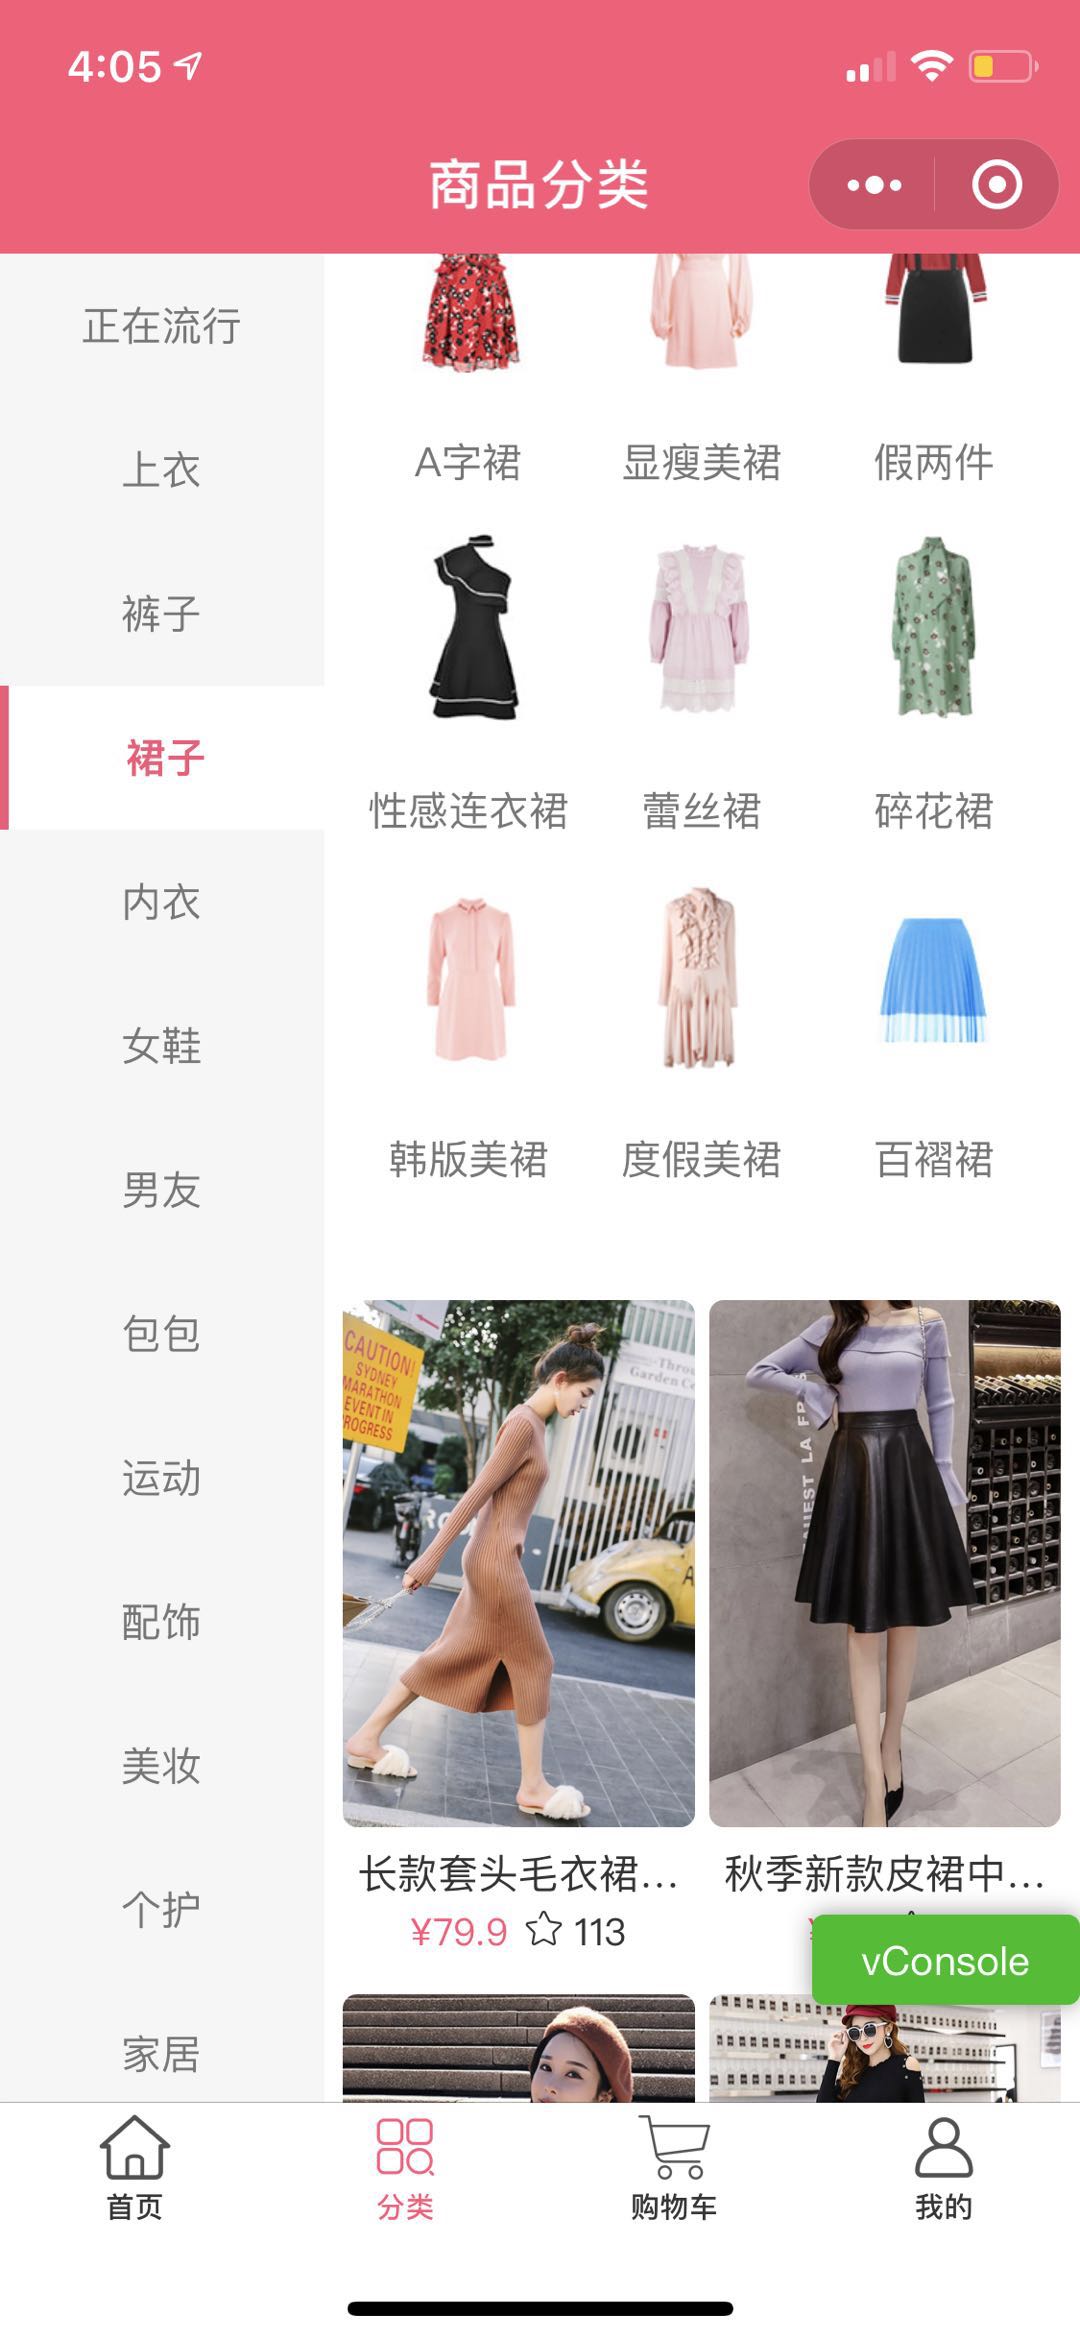 4:05
商品分类
正在流行
上衣
裤子
裙子
内衣
女鞋
男友
包包
运动
配饰
美妆
个护
家居
A字裙
显瘦美裙
假两件
性感连衣裙
蕾丝裙
碎花裙
韩版美裙
度假美裙
百褶裙
CAUTION!
SYDNEY
MARATHON
EVENT IN
PROGRESS
Garden
长款套头毛衣裙...
¥79.9 113
秋季新款皮裙中...
vConsole
首页
分类
购物车
我的